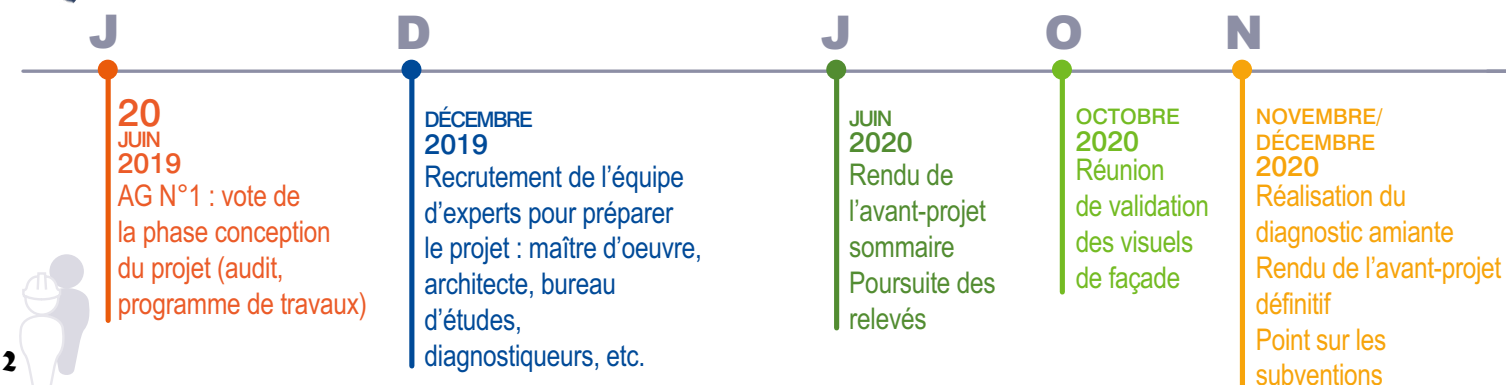 J
D
J
O
N
20
JUIN
2019
AG N°1 : vote de
la phase conception
du projet (audit,
programme de travaux)
DÉCEMBRE
2019
Recrutement de l'équipe
d'experts pour préparer
le projet : maître d'oeuvre,
architecte, bureau
d'études,
diagnostiqueurs, etc.
JUIN
2020
Rendu de
l'avant-projet
sommaire
Poursuite des
relevés
OCTOBRE
2020
Réunion
de validation
des visuels
de façade
NOVEMBRE/
DÉCEMBRE
2020
Réalisation du
diagnostic amiante
Rendu de l'avant-projet
définitif
Point sur les
subventions
2